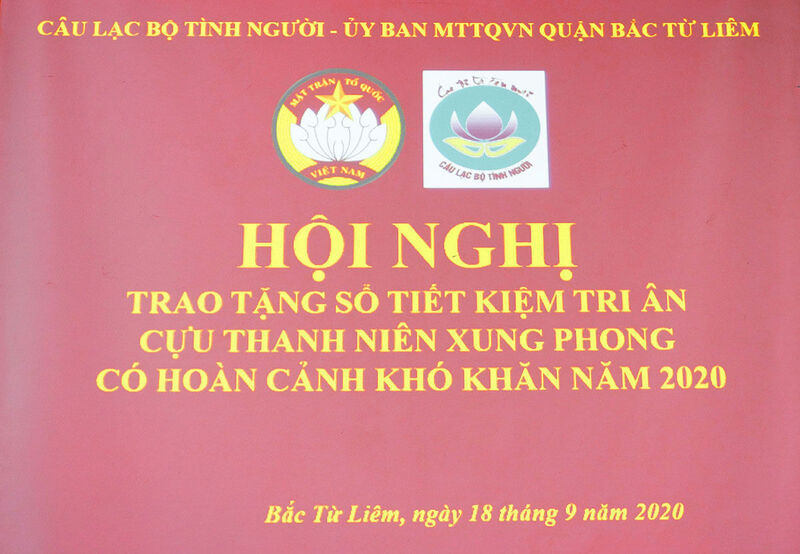 CÂU LẠC BỘ TÌNH NGƯỜI - ỦY BAN MTTQVN QUẬN BẮC TỪ LIÊM
MẶT TRẬN TỔ QUỐC
VIỆT NAM
CÂU LẠC BỘ TÌNH NGƯỜI
HỘI NGHỊ
TRAO TẶNG SỔ TIẾT KIỆM TRI ÂN
CỰU THANH NIÊN XUNG PHONG
CÓ HOÀN CẢNH KHÓ KHĂN NĂM 2020
Bắc Từ Liêm, ngày 18 tháng 9 năm 2020